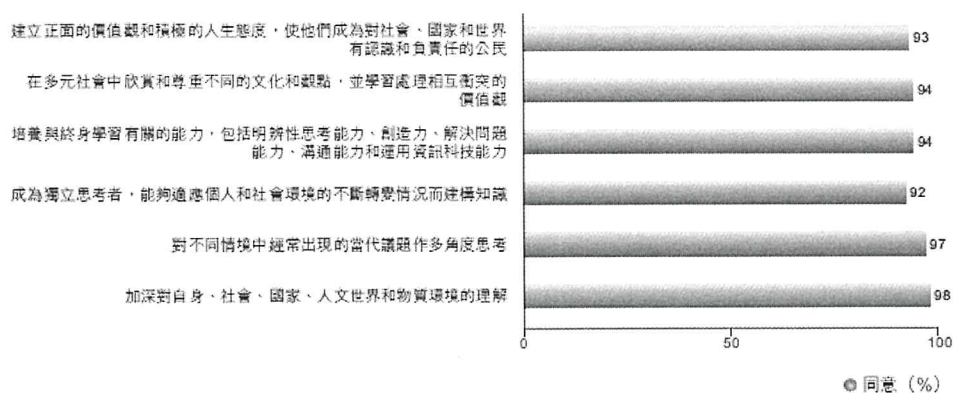 建立正面的價值觀和積極的人生態度，使他們成為對社會、國家和世界
有認識和負責任的公民
93
在多元社會中欣賞和尊重不同的文化和觀點，並學習處理相互衝突的
價值觀
94
培養與終身學習有關的能力，包括明辨性思考能力、創造力、解決問題
能力、溝通能力和運用資訊科技能力
94
成為獨立思考者，能夠適應個人和社會環境的不斷轉變情況而建構知識
92
對不同情境中經常出現的當代議題作多角度思考
97
加深對自身、社會、國家、人文世界和物質環境的理解
98
0 50 100
同意（%）